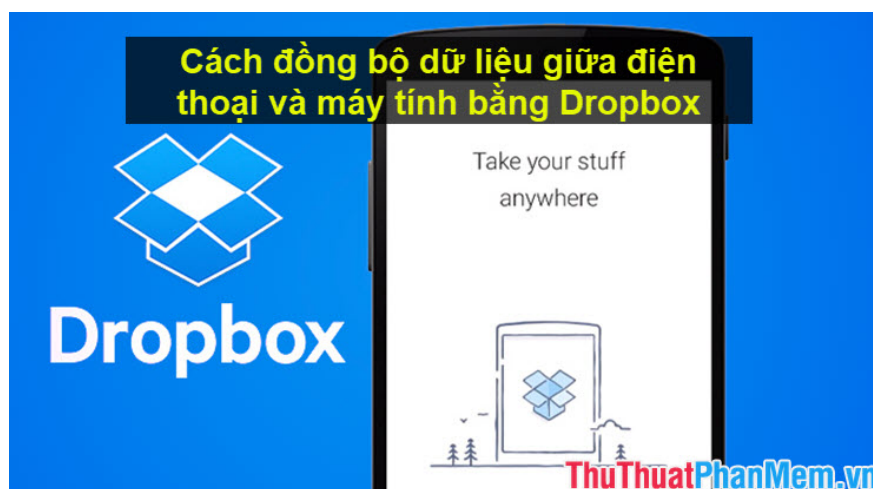 Cách đồng bộ dữ liệu giữa điện
thoại và máy tính bằng Dropbox
Take your stuff
anywhere
Dropbox
ThuThuatPhanMem.vn